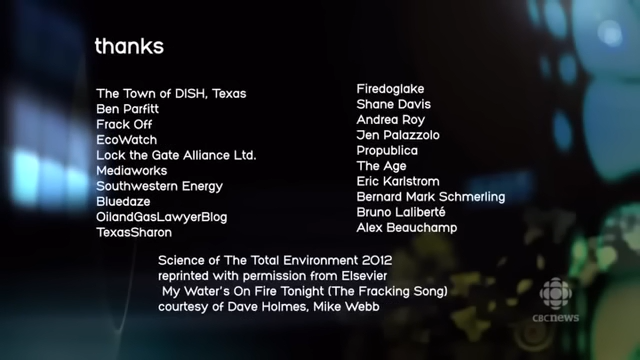 thanks
The Town of DISH, Texas
Ben Parfitt
Frack Off
EcoWatch
Lock the Gate Alliance Ltd.
Mediaworks
Southwestern Energy
Bluedaze
OilandGasLawyerBlog
TexasSharon
Firedoglake
Shane Davis
Andrea Roy
Jen Palazzolo
Propublica
The Age
Eric Karlstrom
Bernard Mark Schmerling
Bruno Laliberté
Alex Beauchamp
Science of The Total Environment 2012
reprinted with permission from Elsevier
My Water's On Fire Tonight (The Fracking Song)
courtesy of Dave Holmes, Mike Webb
CBCnews